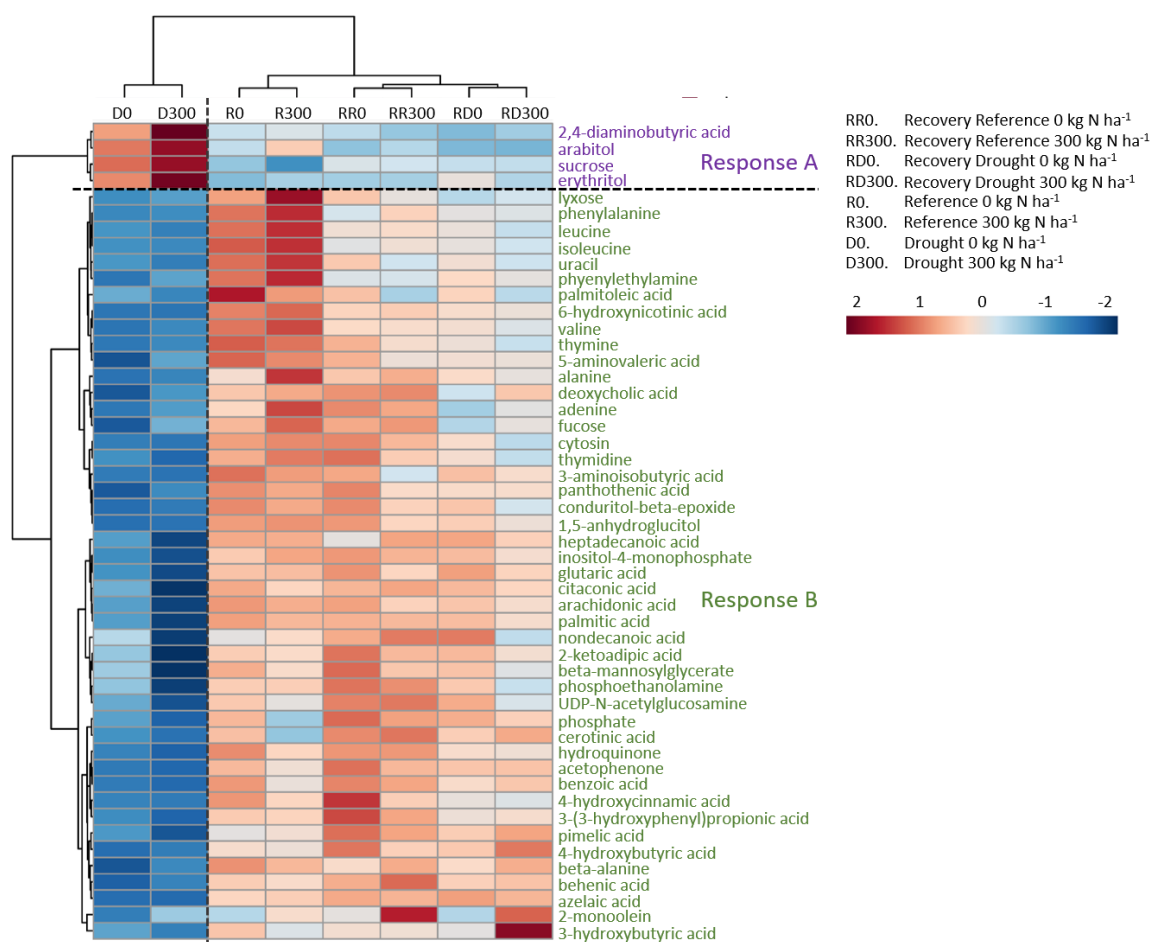 D0 D300 R0 R300 RR0 RR300 RD0 RD300
2,4-diaminobutyric acid
arabitol
sucrose
erythritol
Response A
lyxose
phenylalanine
leucine
isoleucine
uracil
phyenylethylamine
palmitoleic acid
6-hydroxynicotinic acid
valine
thymine
5-aminovaleric acid
alanine
deoxycholic acid
adenine
fucose
cytosin
thymidine
3-aminoisobutyric acid
panthothenic acid
conduritol-beta-epoxide
1,5-anhydroglucitol
heptadecanoic acid
inositol-4-monophosphate
glutaric acid
citaconic acid
arachidonic acid
palmitic acid
nondecanoic acid
2-ketoadipic acid
beta-mannosylglycerate
phosphoethanolamine
UDP-N-acetylglucosamine
phosphate
cerotinic acid
hydroquinone
acetophenone
benzoic acid
4-hydroxycinnamic acid
3-(3-hydroxyphenyl)propionic acid
pimelic acid
4-hydroxybutyric acid
beta-alanine
behenic acid
azelaic acid
2-monoolein
3-hydroxybutyric acid
Response B
RR0. Recovery Reference 0 kg N ha⁻¹
RR300. Recovery Reference 300 kg N ha⁻¹
RD0. Recovery Drought 0 kg N ha⁻¹
RD300. Recovery Drought 300 kg N ha⁻¹
R0. Reference 0 kg N ha⁻¹
R300. Reference 300 kg N ha⁻¹
D0. Drought 0 kg N ha⁻¹
D300. Drought 300 kg N ha⁻¹
2 1 0 -1 -2